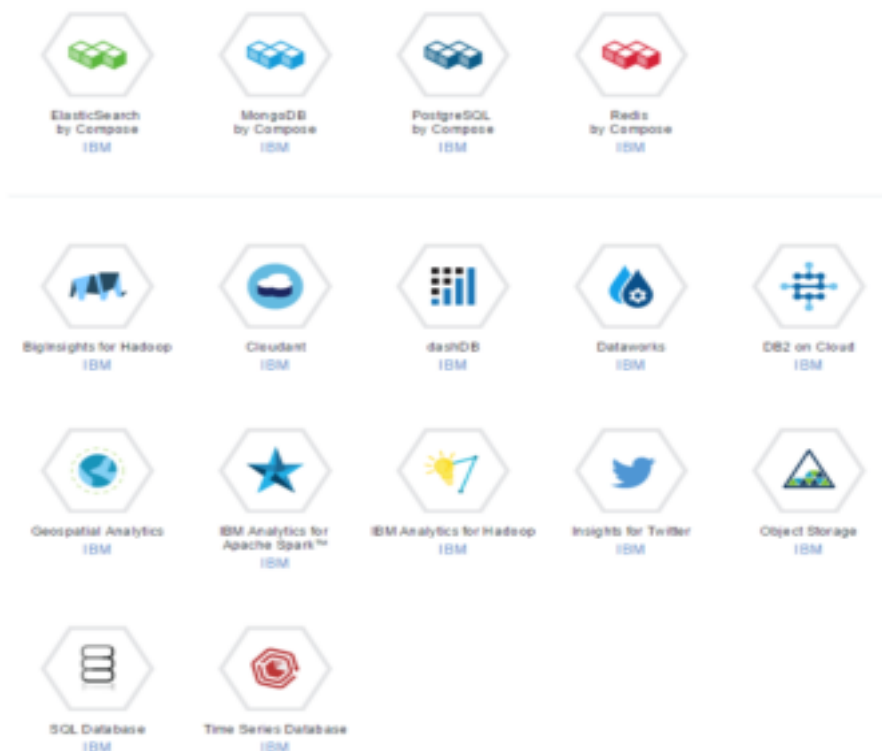 ElasticSearch
by Compose
IBM
MongoDB
by Compose
IBM
PostgreSQL
by Compose
IBM
Redis
by Compose
IBM
BigInsights for Hadoop
IBM
Cloudant
IBM
dashDB
IBM
Dataworks
IBM
DB2 on Cloud
IBM
Geospatial Analytics
IBM
IBM Analytics for
Apache Spark™
IBM
IBM Analytics for Hadoop
IBM
Insights for Twitter
IBM
Object Storage
IBM
SQL Database
IBM
Time Series Database
IBM